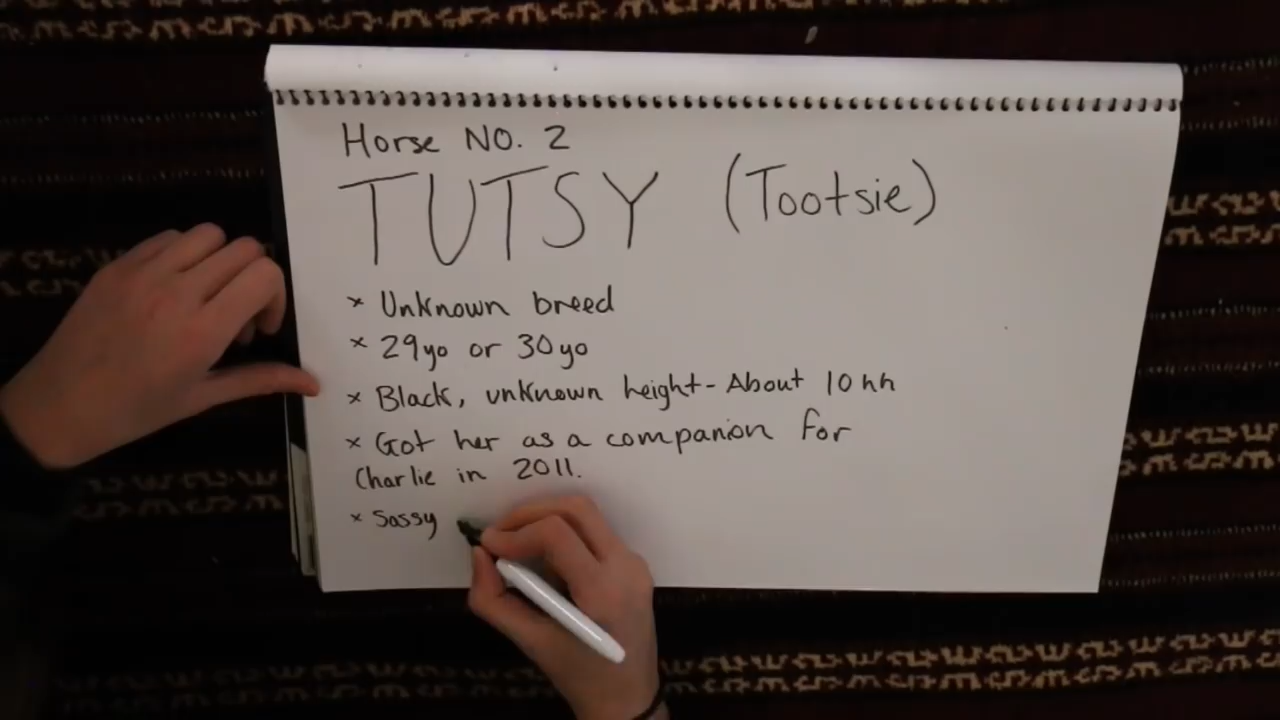 Horse NO. 2
TUTSY (Tootsie)
× Unknown breed
× 29yo or 30yo
× Black, unknown height - About 10 hh
× Got her as a companion for
Charlie in 2011.
× Sassy